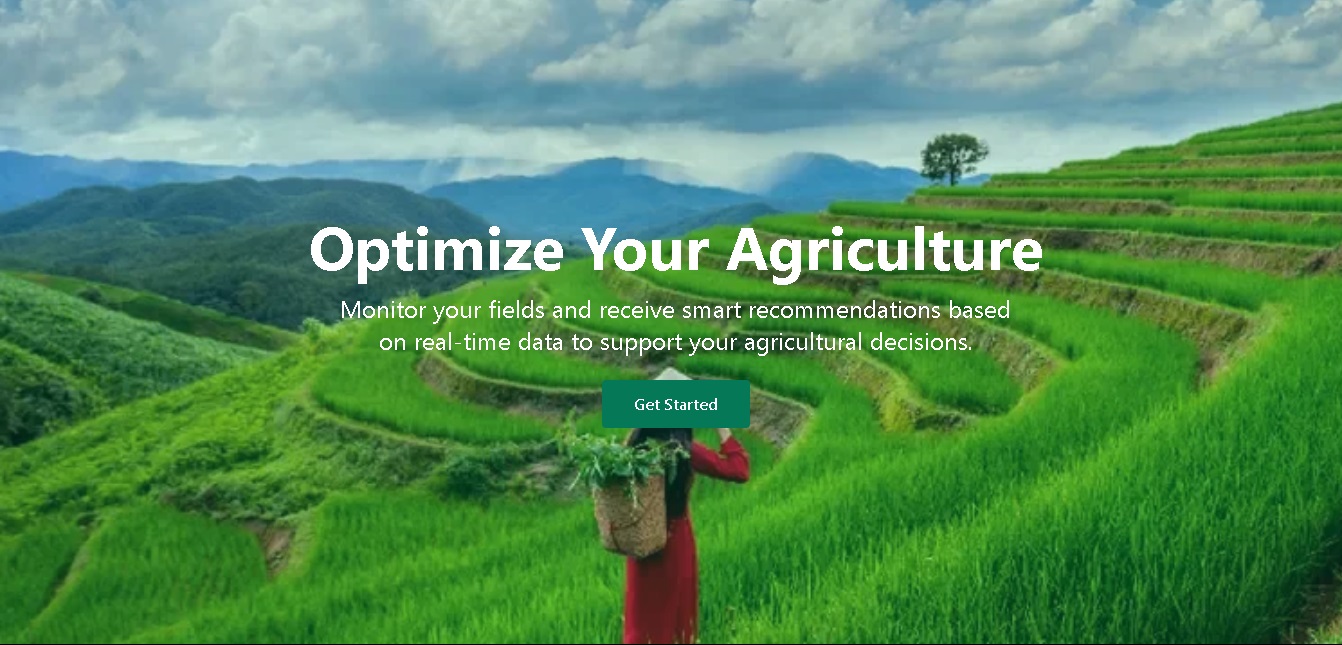 Optimize Your Agriculture
Monitor your fields and receive smart recommendations based
on real-time data to support your agricultural decisions.
Get Started